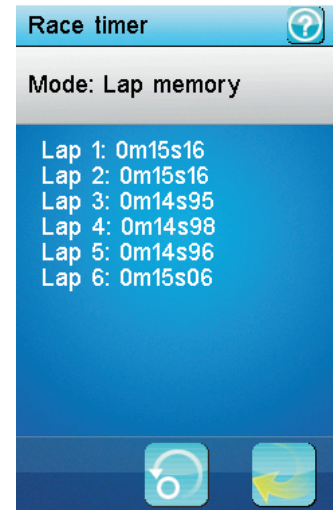 Race timer
?
Mode: Lap memory
Lap 1: 0m15s16
Lap 2: 0m15s16
Lap 3: 0m14s95
Lap 4: 0m14s98
Lap 5: 0m14s96
Lap 6: 0m15s06